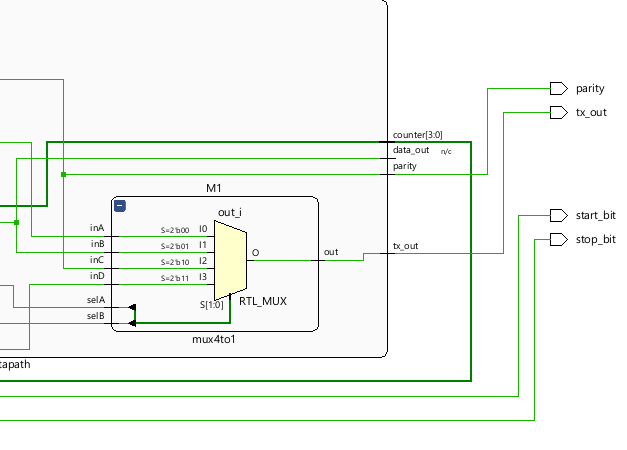 parity
tx_out
counter[3:0]
data_out n/c
parity
M1
out_i
inA S=2'b00 I0
inB S=2'b01 I1
inC S=2'b10 I2
inD S=2'b11 I3
O
out
tx_out
start_bit
stop_bit
selA
S[1:0]
RTL_MUX
selB
mux4to1
tapath